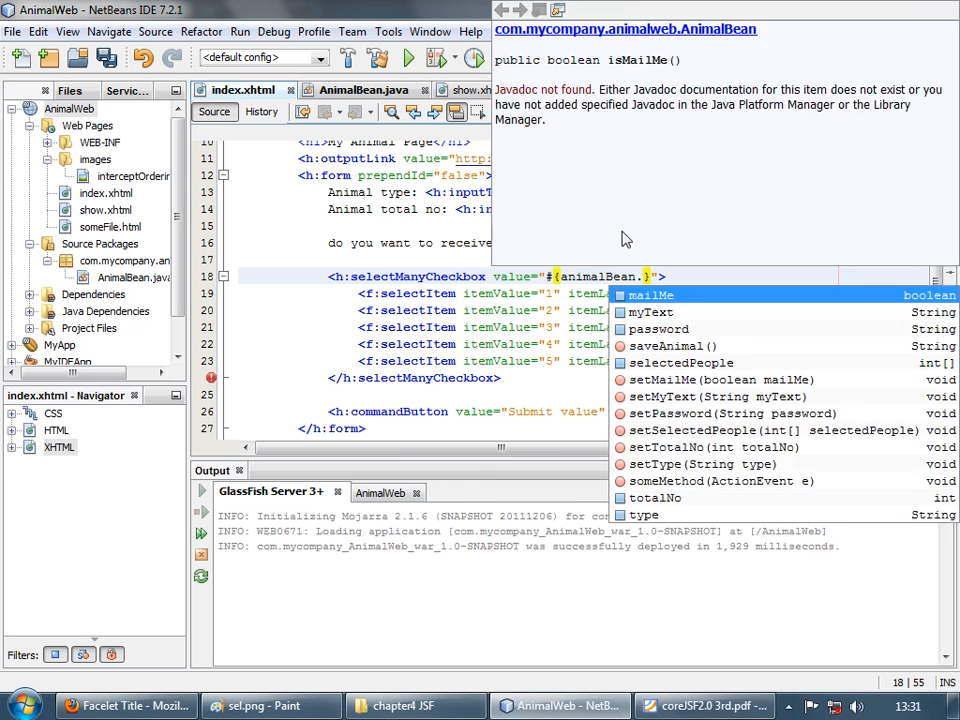 AnimalWeb - NetBeans IDE 7.2.1
File Edit View Navigate Source Refactor Run Debug Profile Team Tools Window Help
<default config>
com.mycompany.animalweb.AnimalBean
public boolean isMailMe()
Javadoc not found. Either Javadoc documentation for this item does not exist or you
have not added specified Javadoc in the Java Platform Manager or the Library
Manager.
Files Servic...
AnimalWeb
Web Pages
WEB-INF
images
interceptOrderin
index.xhtml
show.xhtml
someFile.html
Source Packages
com.mycompany.an
AnimalBean.java
Dependencies
Java Dependencies
Project Files
MyApp
MyIDEApp
index.xhtml AnimalBean.java show.xh
Source History
10 <h1>My Animal Page</h1>
11 <h:outputLink value="http:
12 <h:form prependId="false">
13 Animal type: <h:inputT
14 Animal total no: <h:in
15
16 do you want to receive
17
18 <h:selectManyCheckbox value="#{animalBean.}">
19 <f:selectItem itemValue="1" itemLa
20 <f:selectItem itemValue="2" itemLa
21 <f:selectItem itemValue="3" itemLa
22 <f:selectItem itemValue="4" itemLa
23 <f:selectItem itemValue="5" itemLa
</h:selectManyCheckbox>
25
26 <h:commandButton value="Submit value"
27 </h:form>
mailMe boolean
myText String
password String
saveAnimal() String
selectedPeople int[]
setMailMe(boolean mailMe) void
setMyText(String myText) void
setPassword(String password) void
setSelectedPeople(int[] selectedPeople) void
setTotalNo(int totalNo) void
setType(String type) void
someMethod(ActionEvent e) void
totalNo int
type String
index.xhtml - Navigator
CSS
HTML
XHTML
Filters:
Output
GlassFish Server 3+ AnimalWeb
INFO: Initializing Mojarra 2.1.6 (SNAPSHOT 20111206) for co
INFO: WEB0671: Loading application [com.mycompany_AnimalWeb_war_1.0-SNAPSHOT] at [/AnimalWeb]
INFO: com.mycompany_AnimalWeb_war_1.0-SNAPSHOT was successfully deployed in 1,929 milliseconds.
18 | 55 INS
Facelet Title - Mozil... sel.png - Paint chapter4 JSF AnimalWeb - NetB... coreJSF2.0 3rd.pdf -... 13:31